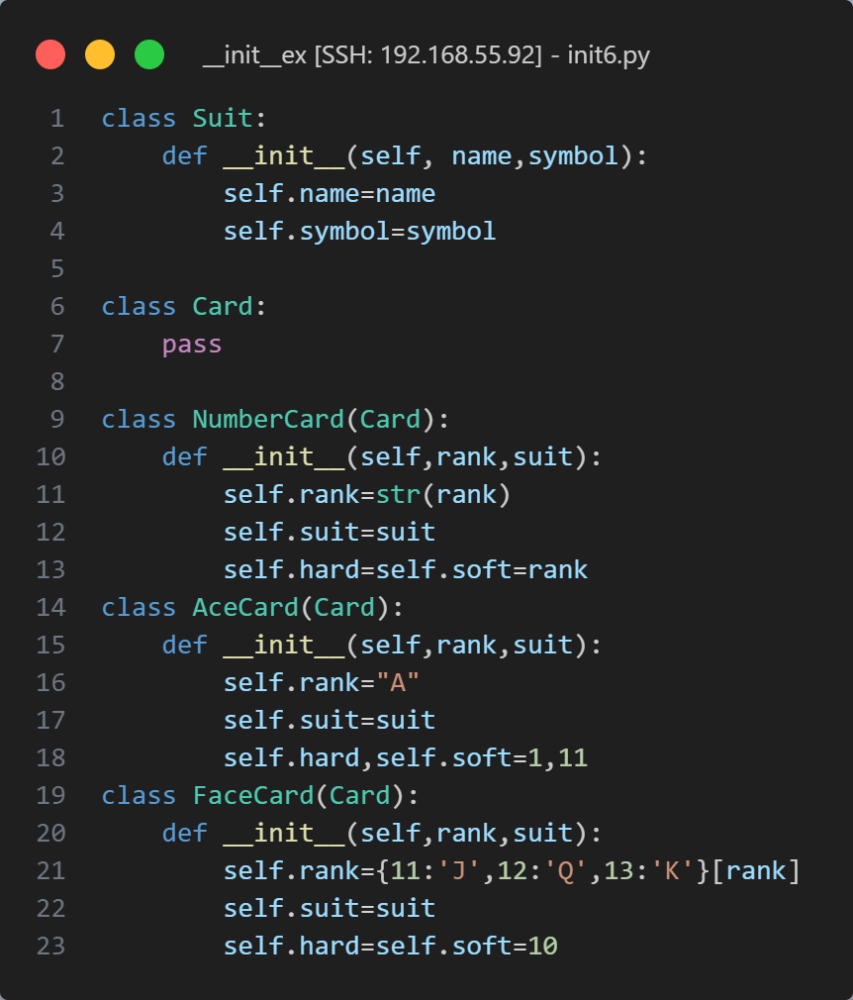 __init__ex [SSH: 192.168.55.92] - init6.py
1 class Suit:
2     def __init__(self, name,symbol):
3         self.name=name
4         self.symbol=symbol
5
6 class Card:
7     pass
8
9 class NumberCard(Card):
10     def __init__(self,rank,suit):
11         self.rank=str(rank)
12         self.suit=suit
13         self.hard=self.soft=rank
14 class AceCard(Card):
15     def __init__(self,rank,suit):
16         self.rank="A"
17         self.suit=suit
18         self.hard,self.soft=1,11
19 class FaceCard(Card):
20     def __init__(self,rank,suit):
21         self.rank={11:'J',12:'Q',13:'K'}[rank]
22         self.suit=suit
23         self.hard=self.soft=10